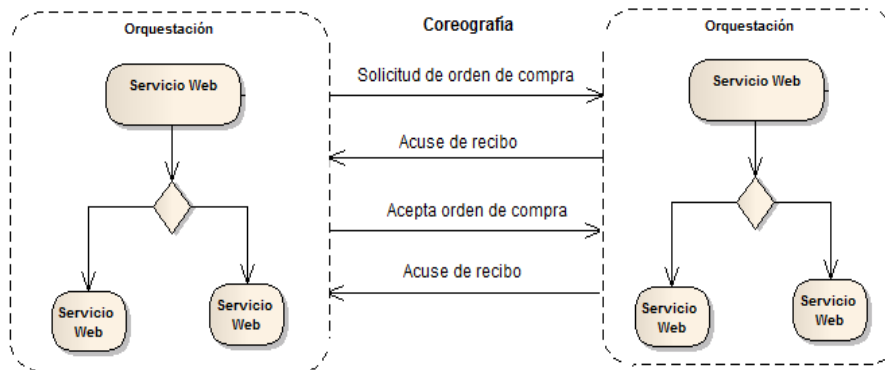 Orquestación
Servicio Web
Servicio
Web
Servicio
Web
Coreografía
Solicitud de orden de compra
Acuse de recibo
Acepta orden de compra
Acuse de recibo
Orquestación
Servicio Web
Servicio
Web
Servicio
Web